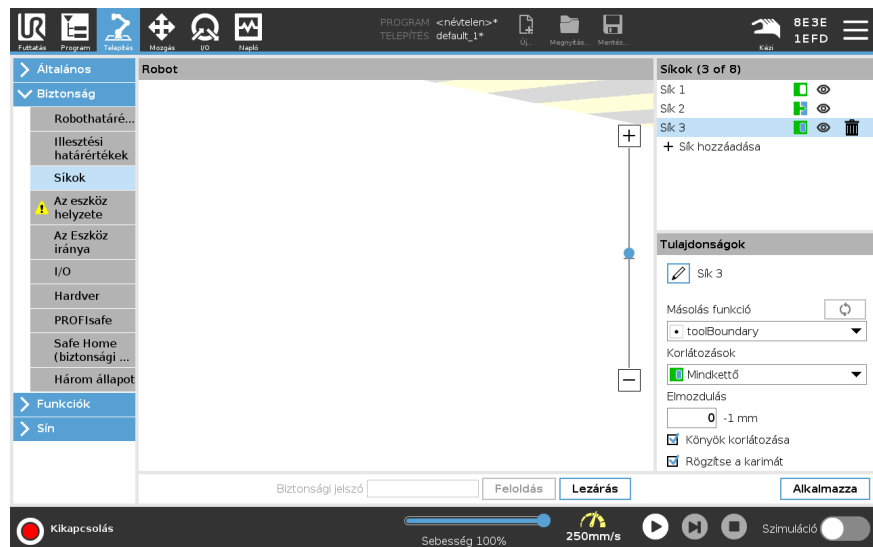 PROGRAM <névtelen>*
TELEPÍTÉS default_1*
Futtatás Program Telepítés Mozgás I/O Napló
Új... Megnyitás... Mentés...
Kézi
8E3E
1EFD
Általános
Biztonság
Robothatáré...
Illesztési
határértékek
Síkok
Az eszköz
helyzete
Az Eszköz
iránya
I/O
Hardver
PROFIsafe
Safe Home
(biztonsági ...
Három állapot
Funkciók
Sín
Robot
Síkok (3 of 8)
Sík 1
Sík 2
Sík 3
+ Sík hozzáadása
Tulajdonságok
Sík 3
Másolás funkció
toolBoundary
Korlátozások
Mindkettő
Elmozdulás
0 -1 mm
Könyök korlátozása
Rögzítse a karimát
Biztonsági jelszó Feloldás Lezárás
Alkalmazza
Kikapcsolás
Sebesség 100%
250mm/s
Szimuláció